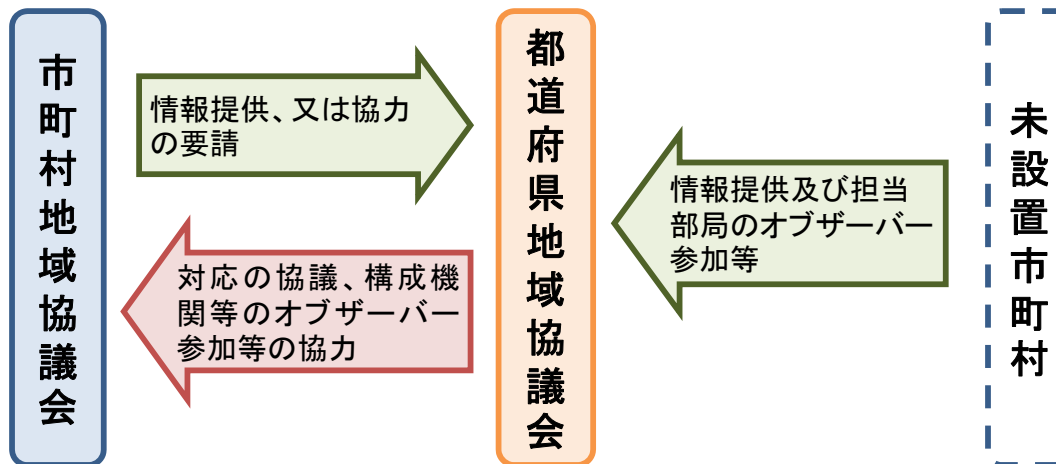 市町村地域協議会
情報提供、又は協力
の要請
対応の協議、構成機
関等のオブザーバー
参加等の協力
都道府県地域協議会
情報提供及び担当
部局のオブザーバー
参加等
未設置市町村